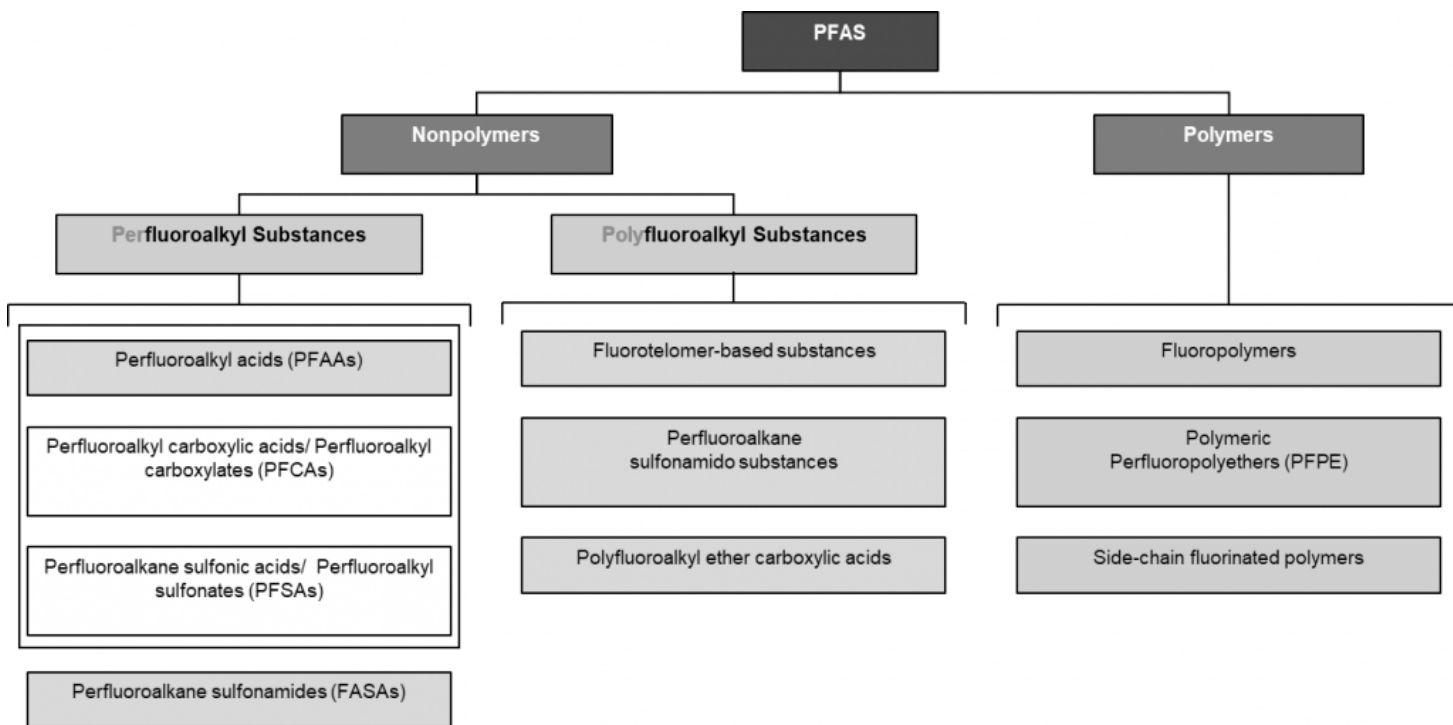 PFAS
Nonpolymers
Polymers
Perfluoroalkyl Substances
Polyfluoroalkyl Substances
Perfluoroalkyl acids (PFAAs)
Perfluoroalkyl carboxylic acids/ Perfluoroalkyl
carboxylates (PFCAs)
Perfluoroalkane sulfonic acids/ Perfluoroalkyl
sulfonates (PFSAs)
Perfluoroalkane sulfonamides (FASAs)
Fluorotelomer-based substances
Perfluoroalkane
sulfonamido substances
Polyfluoroalkyl ether carboxylic acids
Fluoropolymers
Polymeric
Perfluoropolyethers (PFPE)
Side-chain fluorinated polymers